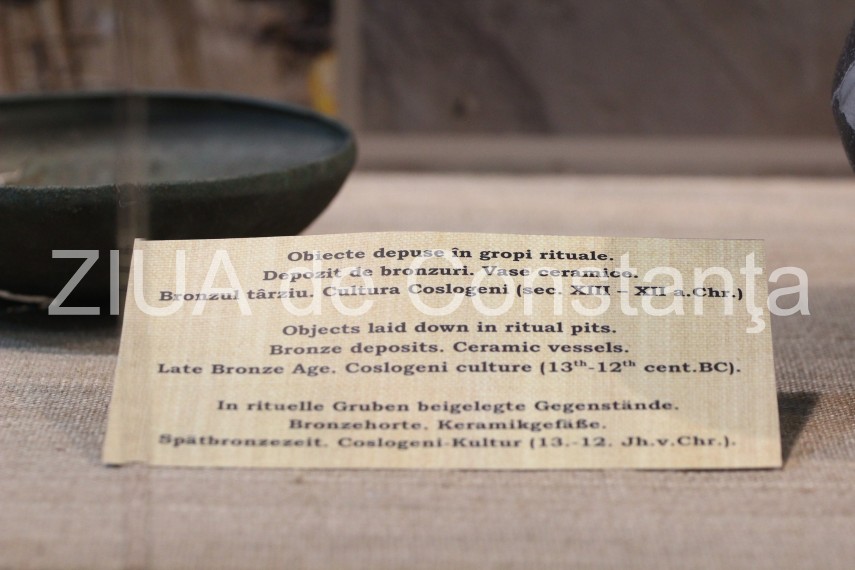 Obiecte depuse în gropi rituale.
Depozit de bronzuri. Vase ceramice.
ZIUA de Constanţa
Bronzul târziu. Cultura Coslogeni (sec. XIII – XII a.Chr.)
Objects laid down in ritual pits.
Bronze deposits. Ceramic vessels.
Late Bronze Age. Coslogeni culture (13th-12th cent.BC).
In rituelle Gruben beigelegte Gegenstände.
Bronzehorte. Keramikgefäße.
Spätbronzezeit. Coslogeni-Kultur (13.-12. Jh.v.Chr.).